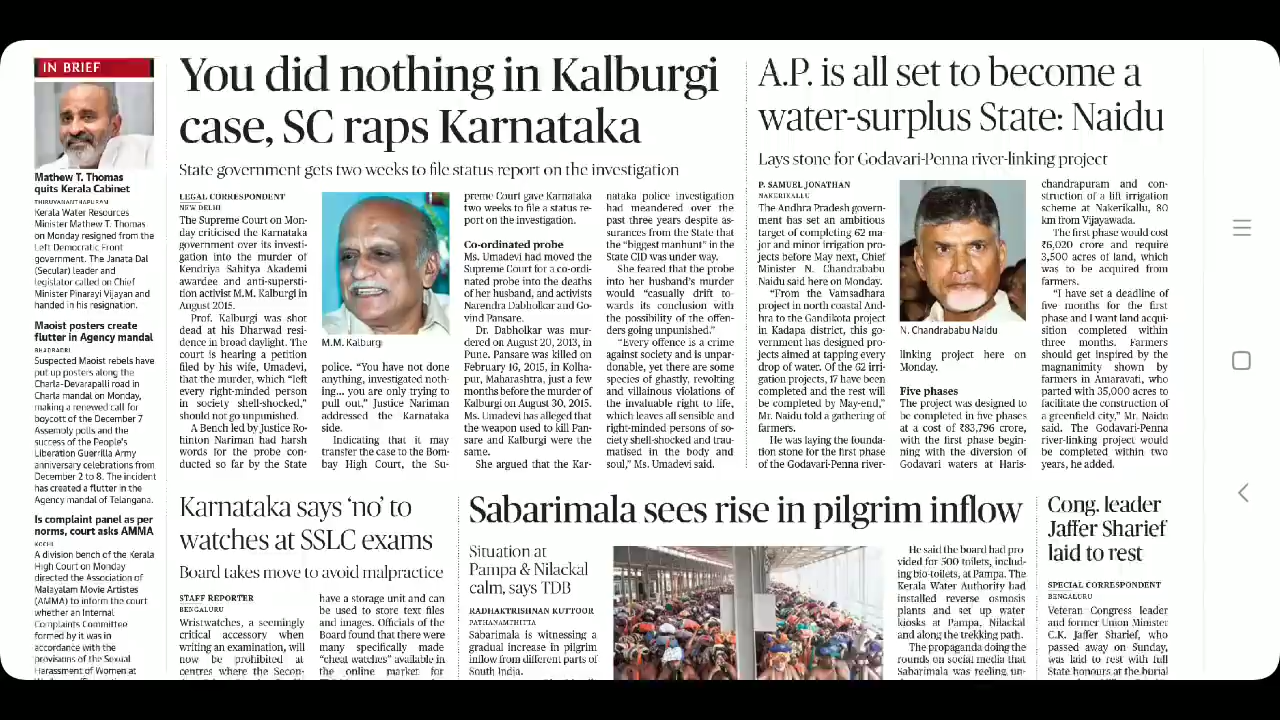 IN BRIEF
Mathew T. Thomas
quits Kerala Cabinet
THIRUVANANTHAPURAM
Kerala Water Resources
Minister Mathew T. Thomas
on Monday resigned from the
Left Democratic Front
government. The Janata Dal
(Secular) leader and
legislator called on Chief
Minister Pinarayi Vijayan and
handed in his resignation.
Maoist posters create
flutter in Agency mandal
BHADRADRI
Suspected Maoist rebels have
put up posters along the
Charla-Devarapalli road in
Charla mandal on Monday,
making a renewed call for
boycott of the December 7
Assembly polls and the
success of the People's
Liberation Guerrilla Army
anniversary celebrations from
December 2 to 8. The incident
has created a flutter in the
Agency mandal of Telangana.
Is complaint panel as per
norms, court asks AMMA
KOCHI
A division bench of the Kerala
High Court on Monday
directed the Association of
Malayalam Movie Artistes
(AMMA) to inform the court
whether an Internal
Complaints Committee
formed by it was in
accordance with the
provisions of the Sexual
Harassment of Women at
You did nothing in Kalburgi
case, SC raps Karnataka
State government gets two weeks to file status report on the investigation
LEGAL CORRESPONDENT
NEW DELHI
The Supreme Court on Mon-
day criticised the Karnataka
government over its investi-
gation into the murder of
Kendriya Sahitya Akademi
awardee and anti-supersti-
tion activist M.M. Kalburgi in
August 2015.
Prof. Kalburgi was shot
dead at his Dharwad resi-
dence in broad daylight. The
court is hearing a petition
filed by his wife, Umadevi,
that the murder, which "left
every right-minded person
in society shell-shocked,"
should not go unpunished.
A Bench led by Justice Ro-
hinton Nariman had harsh
words for the probe con-
ducted so far by the State
M.M. Kalburgi
police. "You have not done
anything, investigated noth-
ing... you are only trying to
pull out," Justice Nariman
addressed the Karnataka
side.
Indicating that it may
transfer the case to the Bom-
bay High Court, the Su-
preme Court gave Karnataka
two weeks to file a status re-
port on the investigation.
Co-ordinated probe
Ms. Umadevi had moved the
Supreme Court for a co-ordi-
nated probe into the deaths
of her husband, and activists
Narendra Dabholkar and Go-
vind Pansare.
Dr. Dabholkar was mur-
dered on August 20, 2013, in
Pune. Pansare was killed on
February 16, 2015, in Kolha-
pur, Maharashtra, just a few
months before the murder of
Kalburgi on August 30, 2015.
Ms. Umadevi has alleged that
the weapon used to kill Pan-
sare and Kalburgi were the
same.
She argued that the Kar-
nataka police investigation
had meandered over the
past three years despite as-
surances from the State that
the "biggest manhunt" in the
State CID was under way.
She feared that the probe
into her husband's murder
would "casually drift to-
wards its conclusion with
the possibility of the offen-
ders going unpunished."
"Every offence is a crime
against society and is unpar-
donable, yet there are some
species of ghastly, revolting
and villainous violations of
the invaluable right to life,
which leaves all sensible and
right-minded persons of so-
ciety shell-shocked and trau-
matised in the body and
soul," Ms. Umadevi said.
A.P. is all set to become a
water-surplus State: Naidu
Lays stone for Godavari-Penna river-linking project
P. SAMUEL JONATHAN
NAKERIKALLU
The Andhra Pradesh govern-
ment has set an ambitious
target of completing 62 ma-
jor and minor irrigation pro-
jects before May next, Chief
Minister N. Chandrababu
Naidu said here on Monday.
"From the Vamsadhara
project in north coastal And-
hra to the Gandikota project
in Kadapa district, this go-
vernment has designed pro-
jects aimed at tapping every
drop of water. Of the 62 irri-
gation projects, 17 have been
completed and the rest will
be completed by May-end,"
Mr. Naidu told a gathering of
farmers.
He was laying the founda-
tion stone for the first phase
of the Godavari-Penna river-
N. Chandrababu Naidu
linking project here on
Monday.
Five phases
The project was designed to
be completed in five phases
at a cost of ₹83,796 crore,
with the first phase begin-
ning with the diversion of
Godavari waters at Haris-
chandrapuram and con-
struction of a lift irrigation
scheme at Nakerikallu, 80
km from Vijayawada.
The first phase would cost
₹6,020 crore and require
3,500 acres of land, which
was to be acquired from
farmers.
"I have set a deadline of
five months for the first
phase and I want land acqui-
sition completed within
three months. Farmers
should get inspired by the
magnanimity shown by
farmers in Amaravati, who
parted with 35,000 acres to
facilitate the construction of
a greenfield city," Mr. Naidu
said. The Godavari-Penna
river-linking project would
be completed within two
years, he added.
Karnataka says 'no' to
watches at SSLC exams
Board takes move to avoid malpractice
STAFF REPORTER
BENGALURU
Wristwatches, a seemingly
critical accessory when
writing an examination, will
now be prohibited at
centres where the Secon-
have a storage unit and can
be used to store text files
and images. Officials of the
Board found that there were
many specifically made
"cheat watches" available in
the online market for
Sabarimala sees rise in pilgrim inflow
Situation at
Pampa & Nilackal
calm, says TDB
RADHAKRISHNAN KUTTOOR
PATHANAMTHITTA
Sabarimala is witnessing a
gradual increase in pilgrim
inflow from different parts of
South India.
He said the board had pro-
vided for 500 toilets, includ-
ing bio-toilets, at Pampa. The
Kerala Water Authority had
installed reverse osmosis
plants and set up water
kiosks at Pampa, Nilackal
and along the trekking path.
The propaganda doing the
rounds on social media that
Sabarimala was reeling un-
Cong. leader
Jaffer Sharief
laid to rest
SPECIAL CORRESPONDENT
BENGALURU
Veteran Congress leader
and former Union Minister
C.K. Jaffer Sharief, who
passed away on Sunday,
was laid to rest with full
State honours at the burial